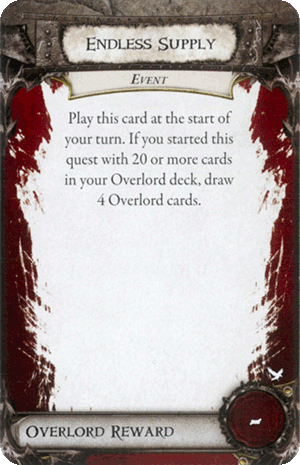 ENDLESS SUPPLY
EVENT
Play this card at the start of
your turn. If you started this
quest with 20 or more cards
in your Overlord deck, draw
4 Overlord cards.
OVERLORD REWARD
-